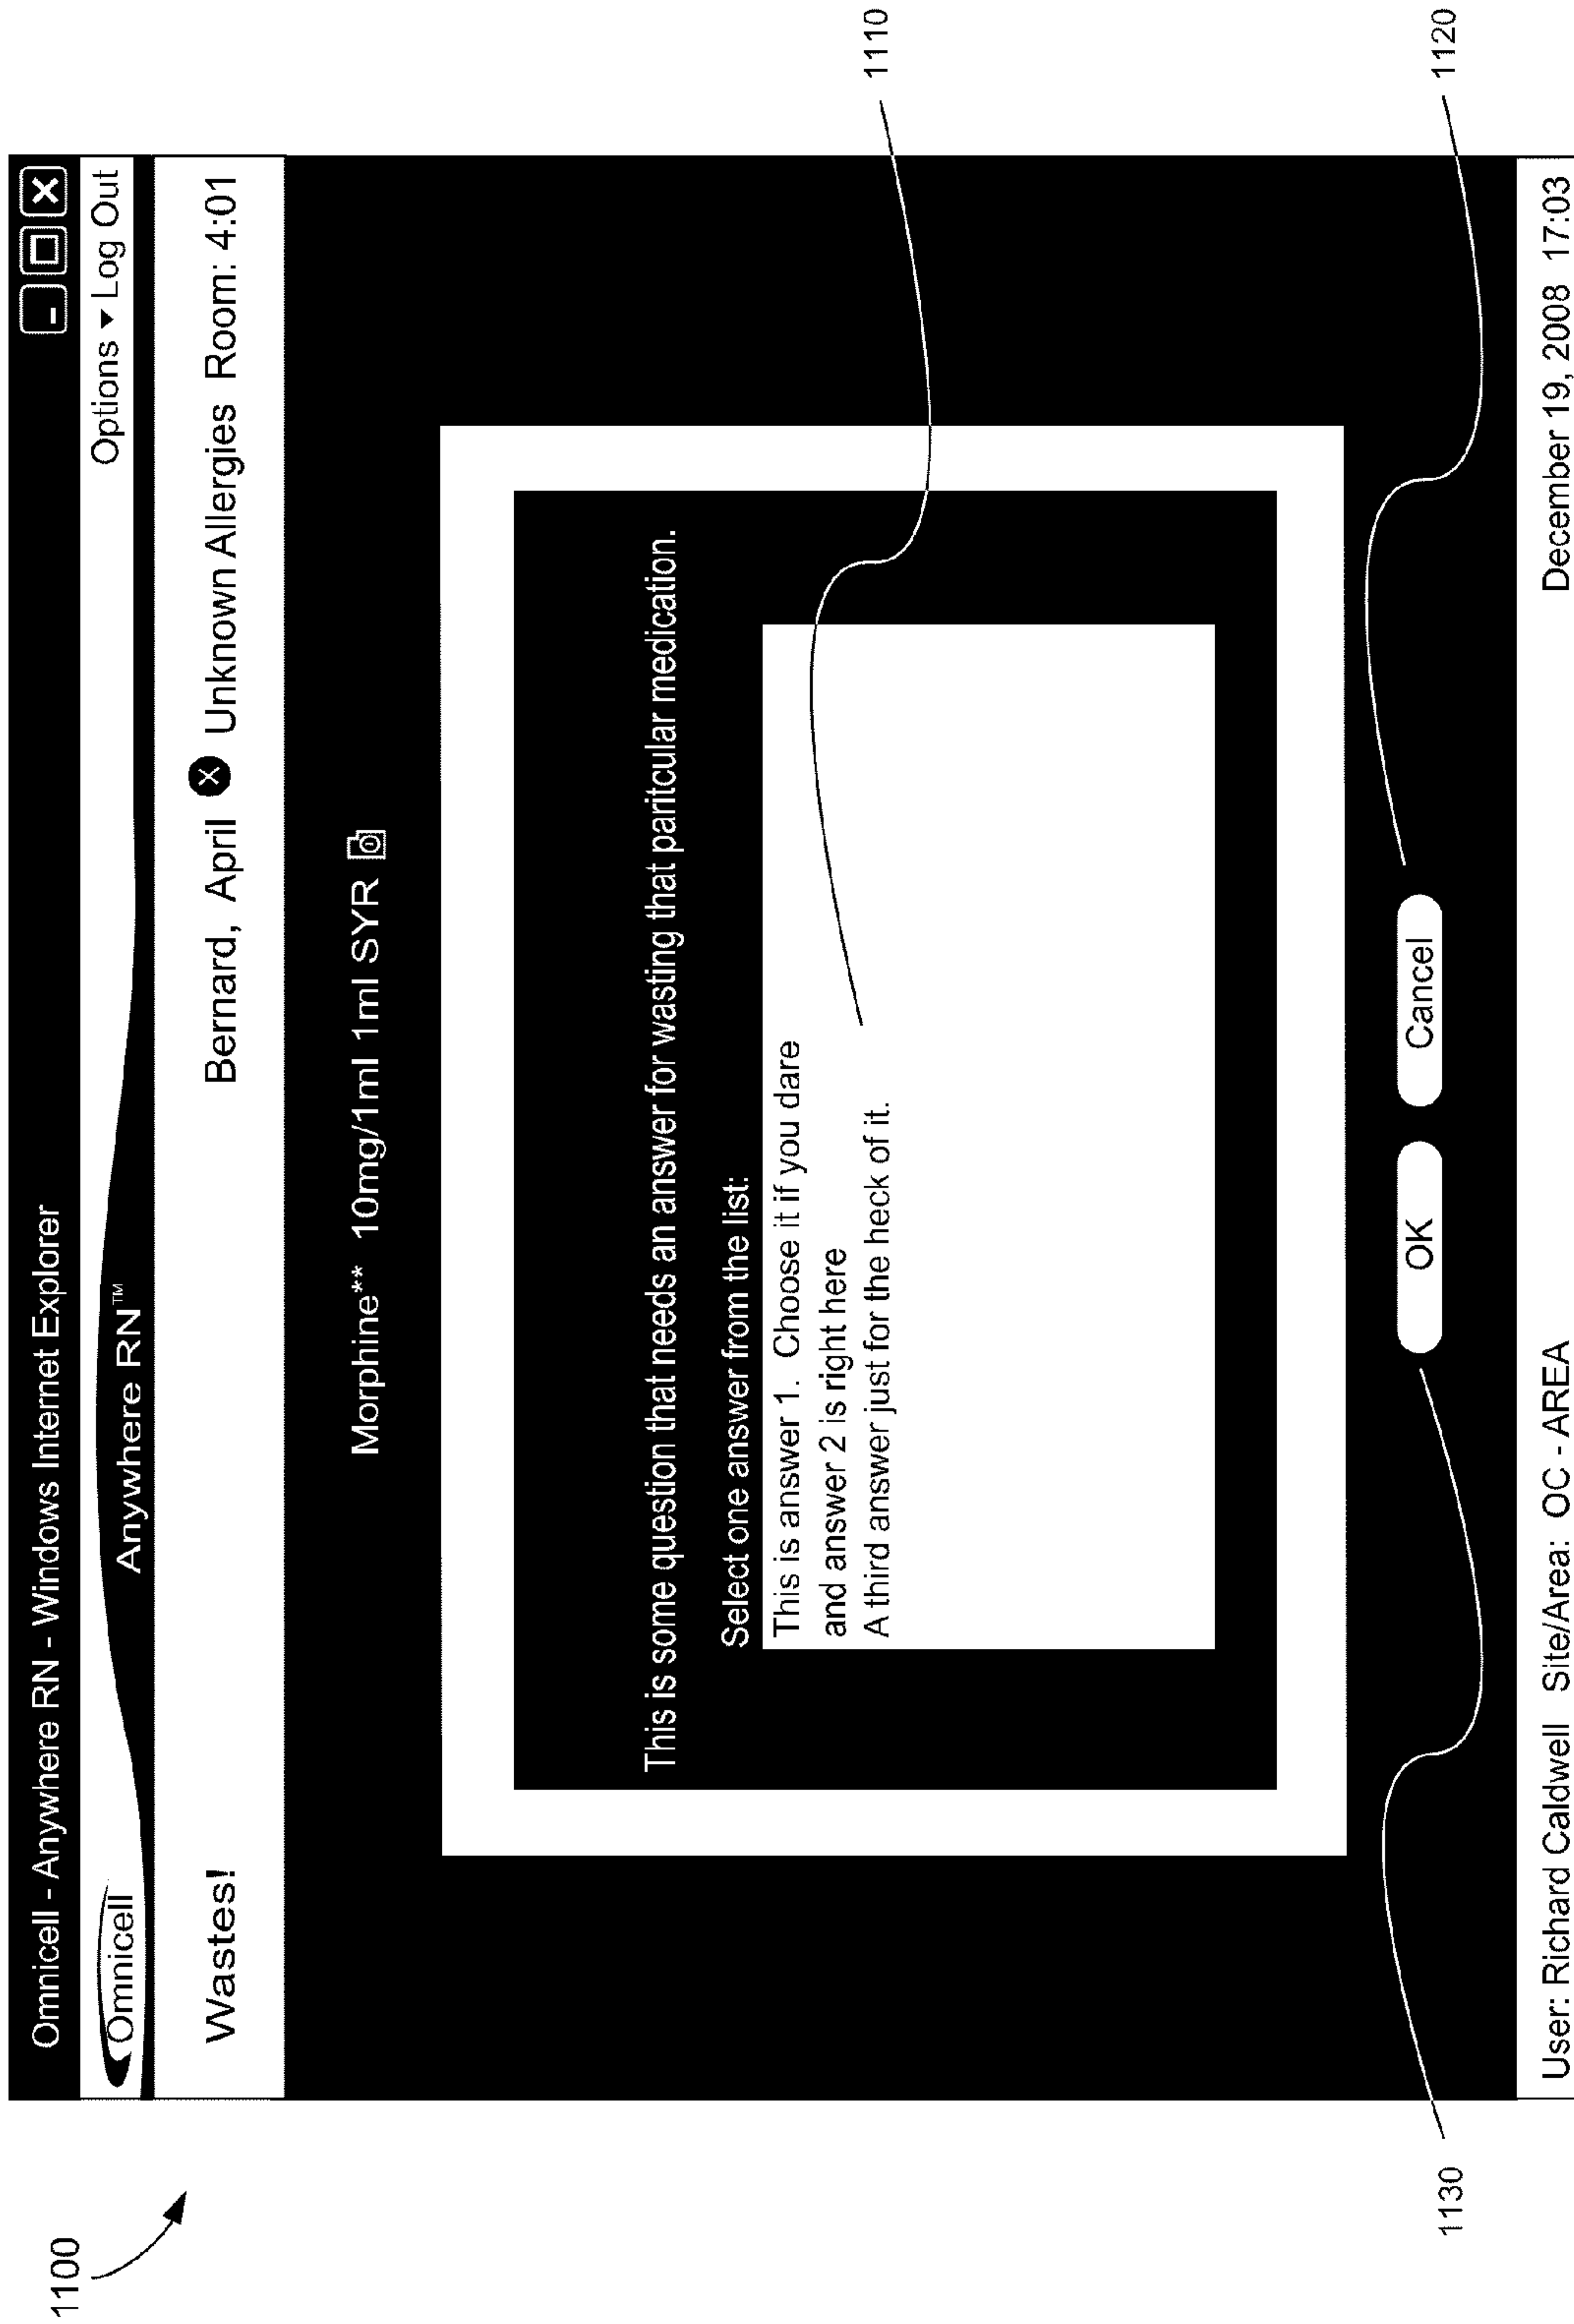 1100
Omnicell - Anywhere RN - Windows Internet Explorer
Omnicell
Anywhere RN™
Options ▼ Log Out
Wastes!
Bernard, April
X
Unknown Allergies Room: 4:01
Morphine** 10mg/1ml 1ml SYR
This is some question that needs an answer for wasting that paritcular medication.
Select one answer from the list:
This is answer 1. Choose it if you dare
and answer 2 is right here
A third answer just for the heck of it.
1110
OK
Cancel
1120
1130
User: Richard Caldwell Site/Area: OC - AREA
December 19, 2008 17:03